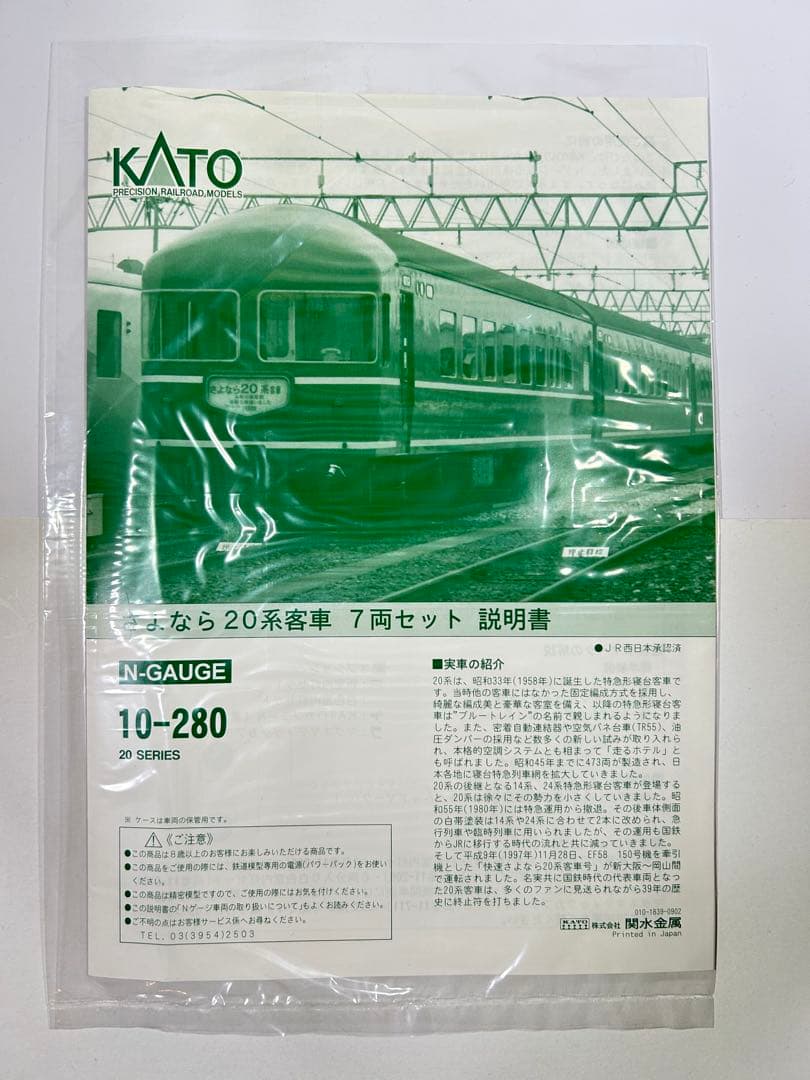 KATO
PRECISION RAILROAD MODELS
さよなら20系客車
停止目標
さよなら20系客車 7両セット 説明書
●JR西日本承認済
N-GAUGE
10-280
20 SERIES
■実車の紹介
20系は、昭和33年(1958年)に誕生した特急形寝台客車で
す。当時他の客車にはなかった固定編成方式を採用し、
綺麗な編成美と豪華な客室を備え、以降の特急形寝台客
車は"ブルートレイン"の名前で親しまれるようになりま
した。また、密着自動連結器や空気バネ台車(TR55)、油
圧ダンパーの採用など数多くの新しい試みが取り入れら
れ、本格的空調システムとも相まって「走るホテル」と
も呼ばれました。昭和45年までに473両が製造され、日
本各地に寝台特急列車網を拡大していきました。
20系の後継となる14系、24系特急形寝台客車が登場する
と、20系は徐々にその勢力を小さくしていきました。昭
和55年(1980年)には特急運用から撤退。その後車体側面
の白帯塗装は14系や24系に合わせて2本に改められ、急
行列車や臨時列車に用いられましたが、その運用も国鉄
からJRに移行する時代の流れと共に減っていきました。
そして平成9年(1997年)11月28日、EF58 150号機を牽引
機とした「快速さよなら20系客車号」が新大阪〜岡山間
で運転されました。名実共に国鉄時代の代表車両となっ
た20系客車は、多くのファンに見送られながら39年の歴
史に終止符を打ちました。
※ ケースは車両の保管用です。
《ご注意》
●この商品は8歳以上のお客様にお楽しみいただける商品です。
●この商品をご使用の際には、鉄道模型専用の電源(パワーパック)をお使い
ください。
●この商品は精密模型ですので、ご使用の際にはお気を付けください。
●この説明書の「Nゲージ車両の取り扱いについて」もよくお読みください。
●ご不明の点はお客様サービス係へお尋ねください。
TEL. 03(3954)2503
010-1839-0902
KATO 株式会社 関水金属
Printed in Japan